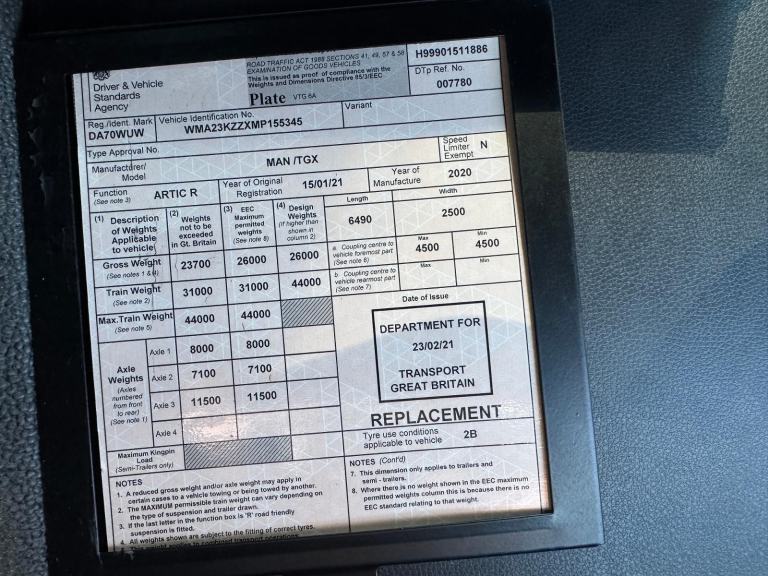 ROAD TRAFFIC ACT 1988 SECTIONS 41, 49, 57 & 58
EXAMINATION OF GOODS VEHICLES
This is issued as proof of compliance with the
Weights and Dimensions Directive 85/3/EEC
H99901511886
Driver & Vehicle
Standards
Agency
Plate VTG 6A
DTp Ref. No.
007780
Reg./Ident. Mark
DA70WUW
Vehicle Identification No.
WMA23KZZXMP155345
Variant
Type Approval No.
Manufacturer/
Model
MAN /TGX
Speed
Limiter
Exempt
N
Function
(See note 3)
ARTIC R
Year of Original
Registration
15/01/21
Year of
Manufacture
2020
(1) Description
of Weights
Applicable
to vehicle
(2) Weights
not to be
exceeded
in Gt. Britain
(3) EEC
Maximum
permitted
weights
(See note 8)
(4) Design
Weights
(if higher than
shown in
column 2)
Length
6490
Width
2500
Gross Weight
(See notes 1 & 4)
23700
26000
26000
a Coupling centre to
vehicle foremost part
(See note 6)
Max
4500
Min
4500
Train Weight
(See note 2)
31000
31000
44000
b Coupling centre to
vehicle rearmost part
(See note 7)
Max
Min
Max.Train Weight
(See note 5)
44000
44000
Date of Issue
DEPARTMENT FOR
23/02/21
TRANSPORT
GREAT BRITAIN
Axle
Weights
(Axles
numbered
from front
to rear)
(See note 1)
Axle 1
8000
8000
Axle 2
7100
7100
Axle 3
11500
11500
Axle 4
REPLACEMENT
Maximum Kingpin
Load
(Semi-Trailers only)
Tyre use conditions
applicable to vehicle
2B
NOTES
1. A reduced gross weight and/or axle weight may apply in
certain cases to a vehicle towing or being towed by another.
2. The MAXIMUM permissible train weight can vary depending on
the type of suspension and trailer drawn.
3. If the last letter in the function box is 'R' road friendly
suspension is fitted.
4. All weights shown are subject to the fitting of correct tyres.
NOTES (Cont'd)
7. This dimension only applies to trailers and
semi - trailers.
8. Where there is no weight shown in the EEC maximum
permitted weights column this is because there is no
EEC standard relating to that weight.